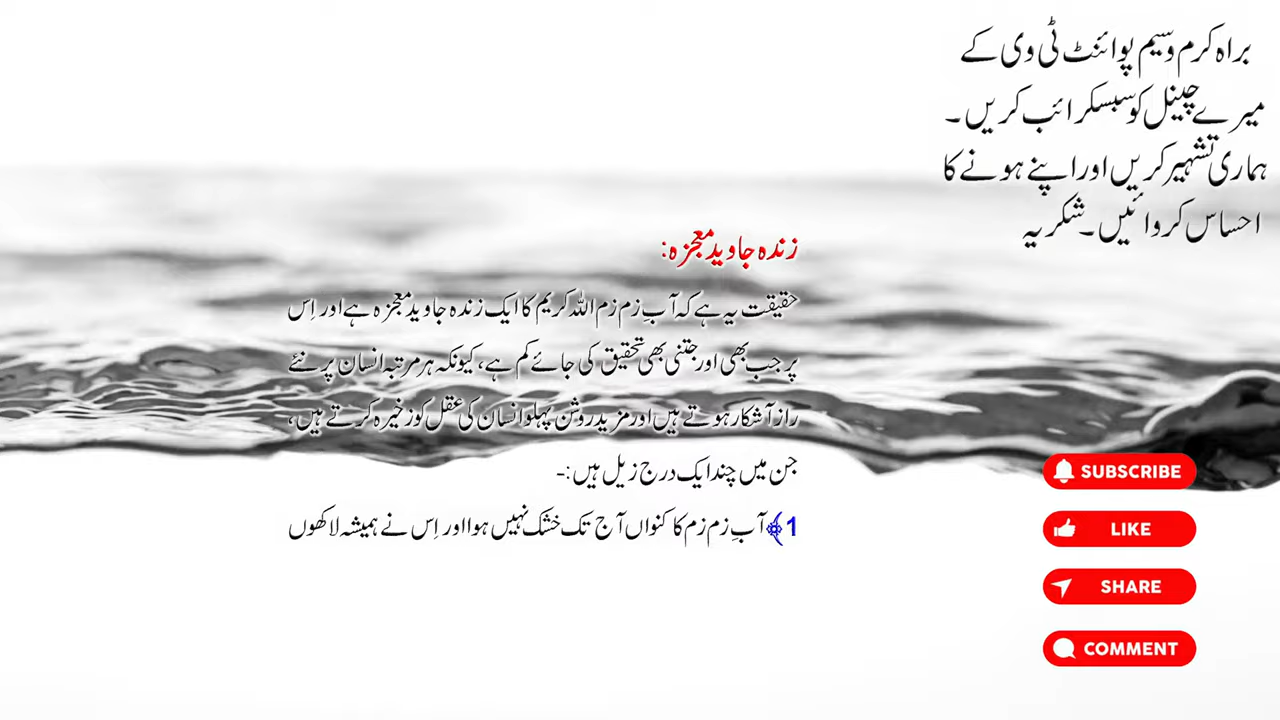 براہ کرم وسیم پوائنٹ ٹی وی کے
میرے چینل کو سبسکرائب کریں ۔
ہماری تشہیر کریں اور اپنے ہونے کا
احساس کروائیں۔ شکریہ
زندہ جاوید معجزہ:
حقیقت یہ ہے کہ آبِ زم زم اللہ کریم کا ایک زندہ جاوید معجزہ ہے اور اِس
پر جب بھی اور جتنی بھی تحقیق کی جائے کم ہے، کیونکہ ہر مرتبہ انسان پر نئے
راز آشکار ہوتے ہیں اور مزید روشن پہلو انسان کی عقل کو زخیرہ کرتے ہیں،
جن میں چند ایک درج زیل ہیں:-
1﴾ آبِ زم زم کا کنواں آج تک خشک نہیں ہوا اور اِس نے ہمیشہ لاکھوں
SUBSCRIBE
LIKE
SHARE
COMMENT